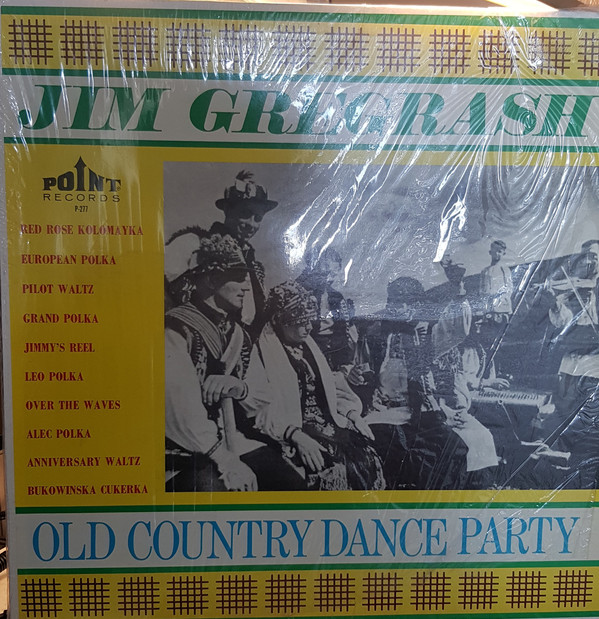 JIM GREGRASH
POINT
RECORDS
P-277
RED ROSE KOLOMAYKA
EUROPEAN POLKA
PILOT WALTZ
GRAND POLKA
JIMMY'S REEL
LEO POLKA
OVER THE WAVES
ALEC POLKA
ANNIVERSARY WALTZ
BUKOWINSKA CUKERKA
OLD COUNTRY DANCE PARTY